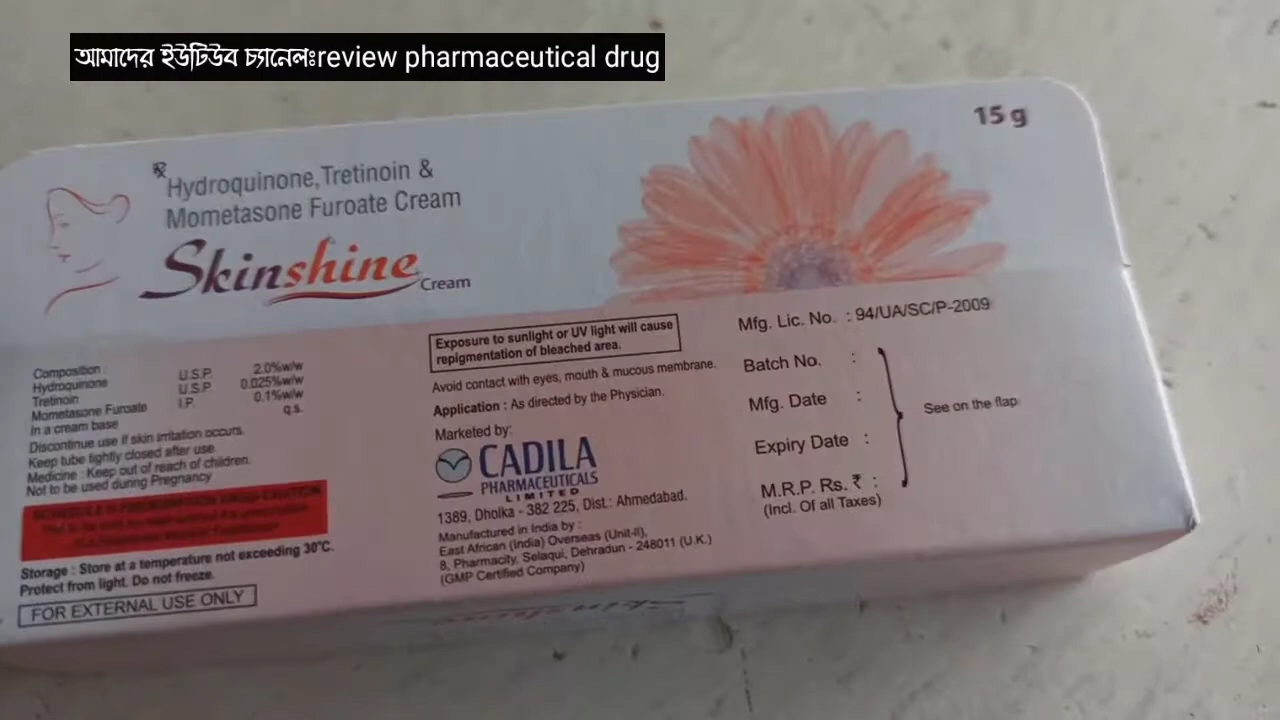 আমাদের ইউটিউব চ্যানেলঃreview pharmaceutical drug
15 g
Rx
Hydroquinone, Tretinoin &
Mometasone Furoate Cream
Skinshine Cream
Composition :
Hydroquinone U.S.P. 2.0%w/w
Tretinoin U.S.P. 0.025%w/w
Mometasone Furoate I.P. 0.1%w/w
In a cream base q.s.
Discontinue use if skin irritation occurs.
Keep tube tightly closed after use.
Medicine : Keep out of reach of children.
Not to be used during Pregnancy
Storage : Store at a temperature not exceeding 30°C.
Protect from light. Do not freeze.
FOR EXTERNAL USE ONLY
Exposure to sunlight or UV light will cause
repigmentation of bleached area.
Avoid contact with eyes, mouth & mucous membrane.
Application : As directed by the Physician.
Marketed by:
CADILA
PHARMACEUTICALS
LIMITED
1389, Dholka - 382 225, Dist.: Ahmedabad.
Manufactured in India by :
East African (India) Overseas (Unit-II),
8, Pharmacity, Selaqui, Dehradun - 248011 (U.K.)
(GMP Certified Company)
Mfg. Lic. No. : 94/UA/SC/P-2009
Batch No. :
Mfg. Date :
Expiry Date :
M.R.P. Rs. ₹ :
(Incl. Of all Taxes)
See on the flap
Skinshine